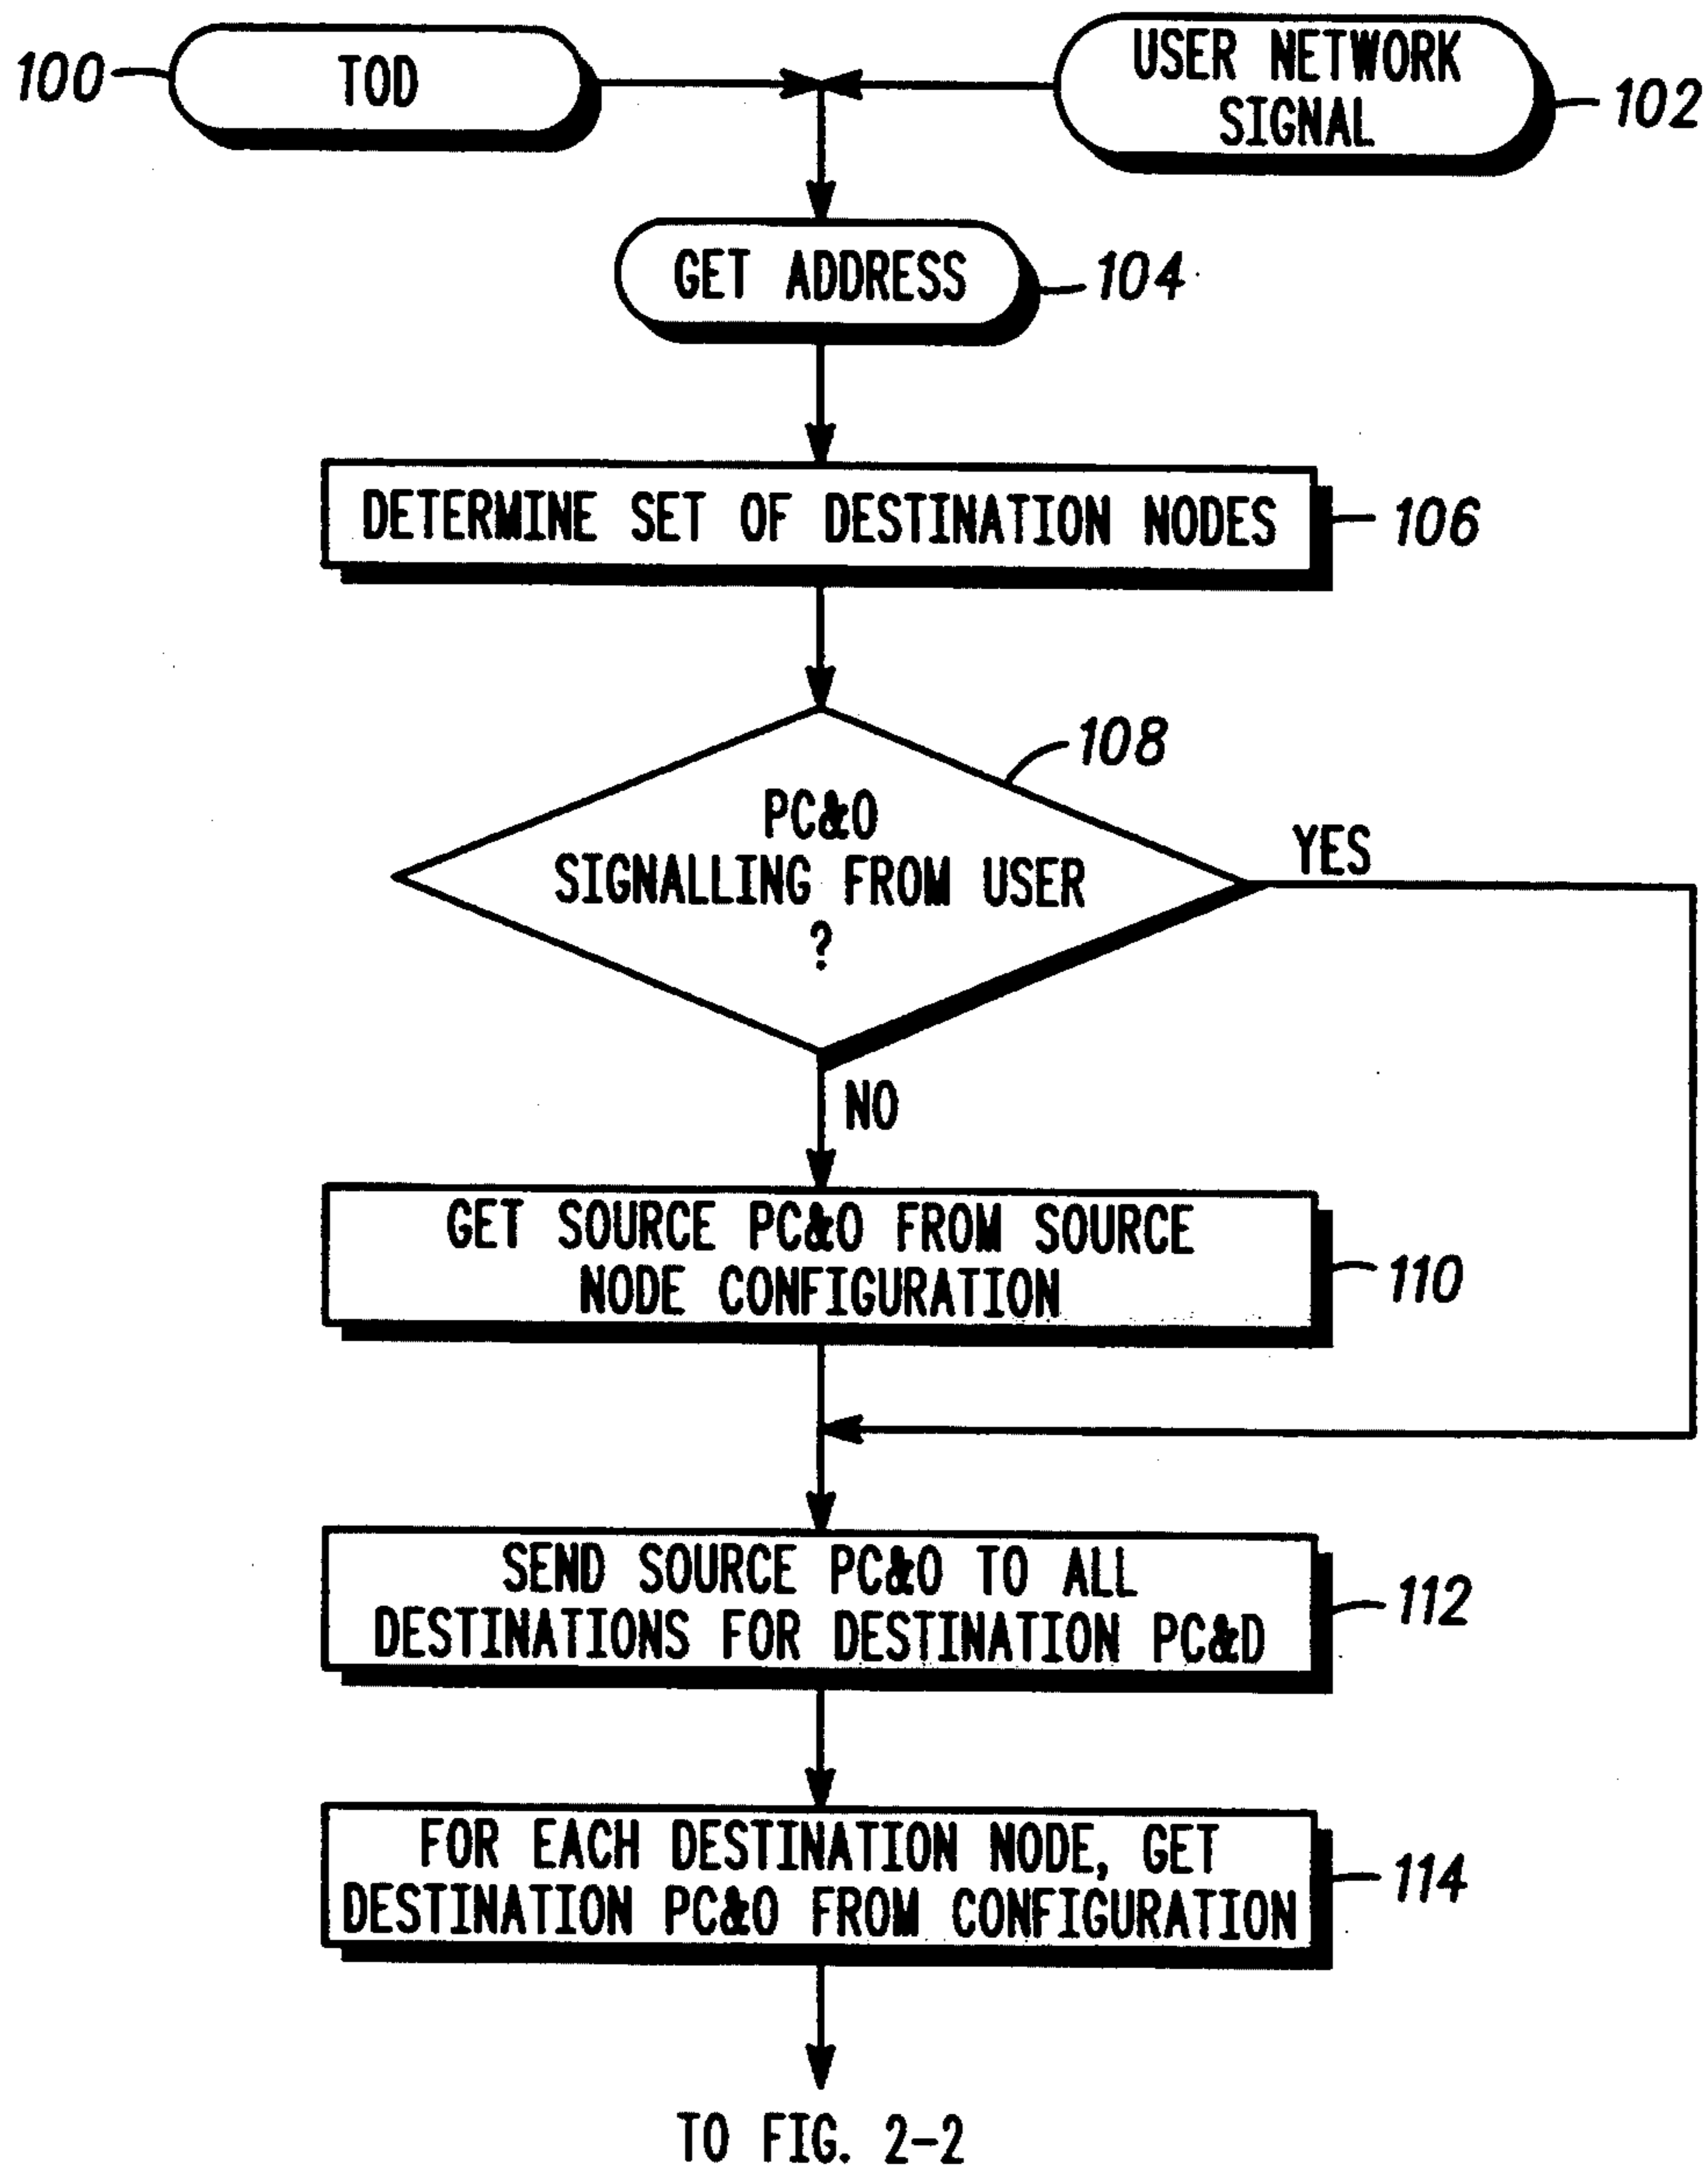 100
TOD
USER NETWORK
SIGNAL
102
GET ADDRESS
104
DETERMINE SET OF DESTINATION NODES
106
108
PC&O
SIGNALLING FROM USER
?
YES
NO
GET SOURCE PC&O FROM SOURCE
NODE CONFIGURATION
110
SEND SOURCE PC&O TO ALL
DESTINATIONS FOR DESTINATION PC&D
112
FOR EACH DESTINATION NODE, GET
DESTINATION PC&O FROM CONFIGURATION
114
TO FIG. 2-2